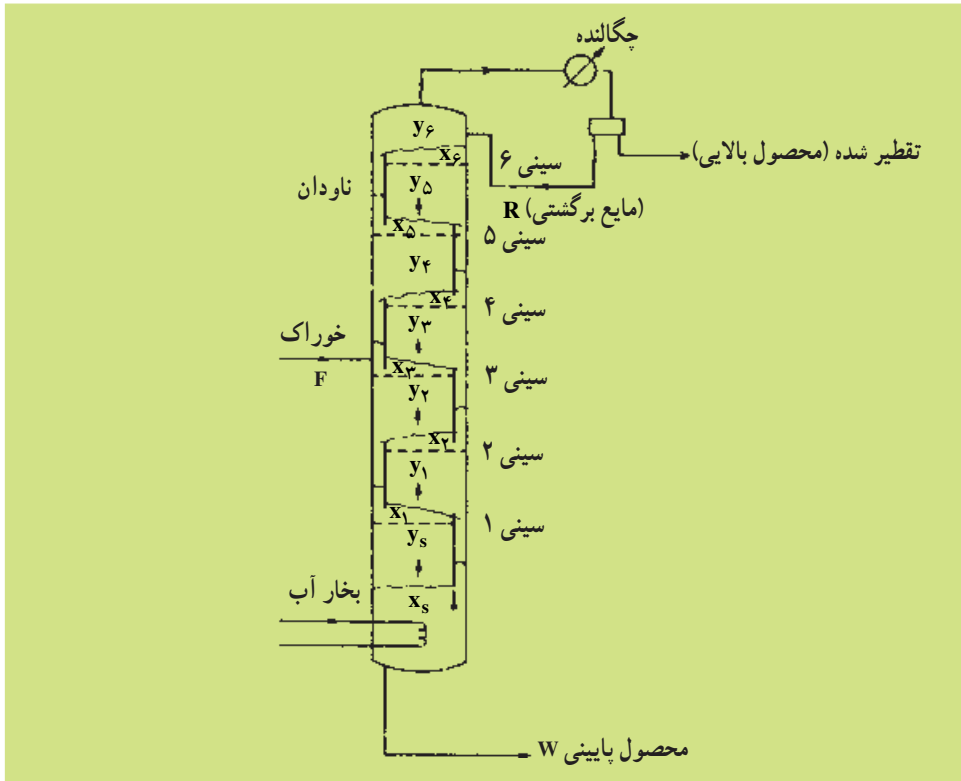 چگالنده
y۶
x۶
سینی ۶
تقطیر شده (محصول بالایی)
ناودان
y۵
R (مایع برگشتی)
x۵
سینی ۵
y۴
x۴
سینی ۴
خوراک
F
y۳
x۳
سینی ۳
y۲
x۲
سینی ۲
y۱
x۱
سینی ۱
ys
بخار آب
xs
محصول پایینی W